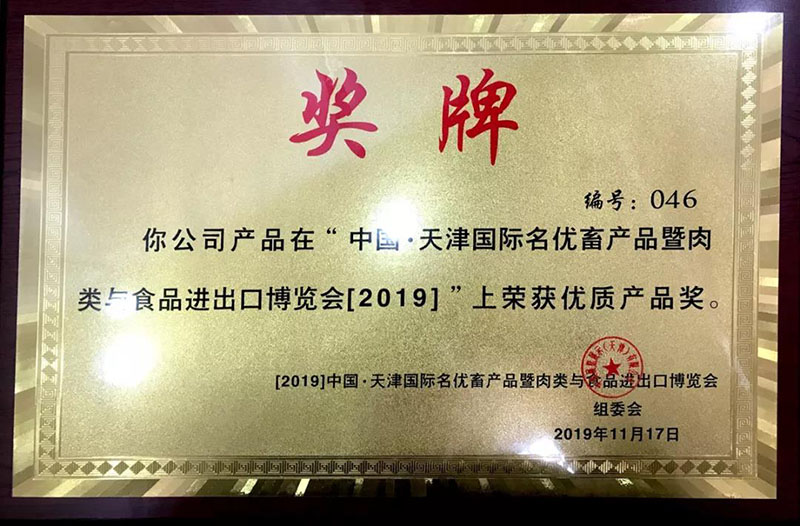 奖牌
编号：046
你公司产品在“中国·天津国际名优畜产品暨肉
类与食品进出口博览会[2019]”上荣获优质产品奖。
[2019]中国·天津国际名优畜产品暨肉类与食品进出口博览会
组委会
2019年11月17日